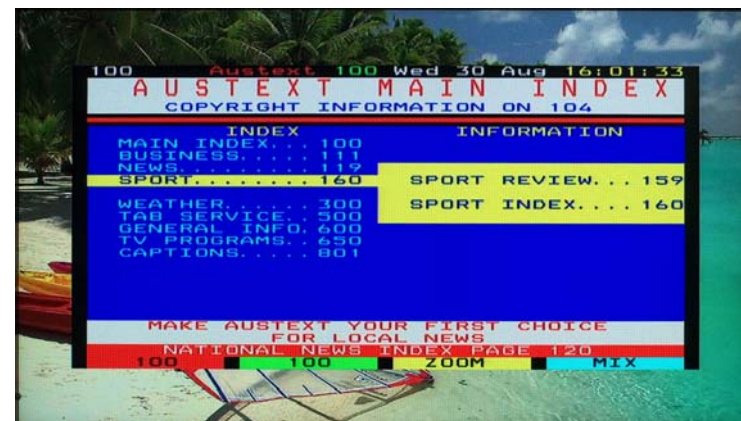 100 Austext 100 Wed 30 Aug 16:01:33
AUSTEXT MAIN INDEX
COPYRIGHT INFORMATION ON 104
INDEX
INFORMATION
MAIN INDEX... 100
BUSINESS..... 111
NEWS......... 119
SPORT........ 160
SPORT REVIEW... 159
SPORT INDEX.... 160
WEATHER...... 300
TAB SERVICE.. 500
GENERAL INFO. 600
TV PROGRAMS.. 650
CAPTIONS..... 801
MAKE AUSTEXT YOUR FIRST CHOICE
FOR LOCAL NEWS
NATIONAL NEWS INDEX PAGE 120
100 100 ZOOM MIX